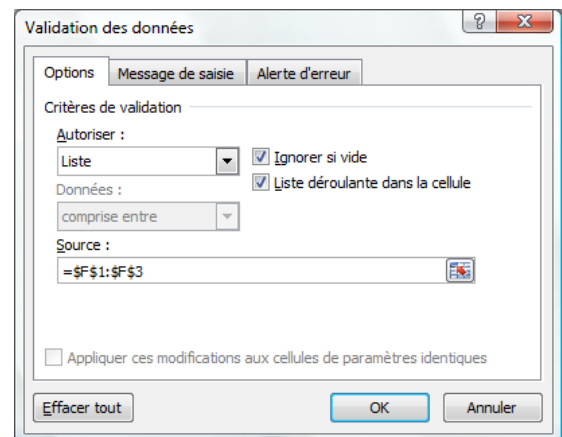 Validation des données
Options Message de saisie Alerte d'erreur
Critères de validation
Autoriser :
Liste
Ignorer si vide
Données :
Liste déroulante dans la cellule
comprise entre
Source :
=$F$1:$F$3
Appliquer ces modifications aux cellules de paramètres identiques
Effacer tout OK Annuler